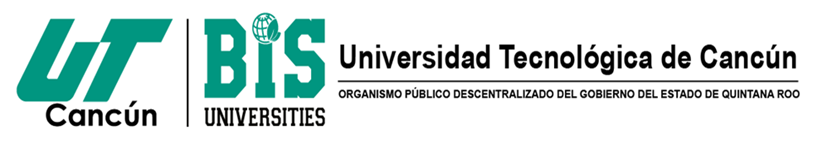 UT
Cancún
BIS
UNIVERSITIES
Universidad Tecnológica de Cancún
ORGANISMO PÚBLICO DESCENTRALIZADO DEL GOBIERNO DEL ESTADO DE QUINTANA ROO